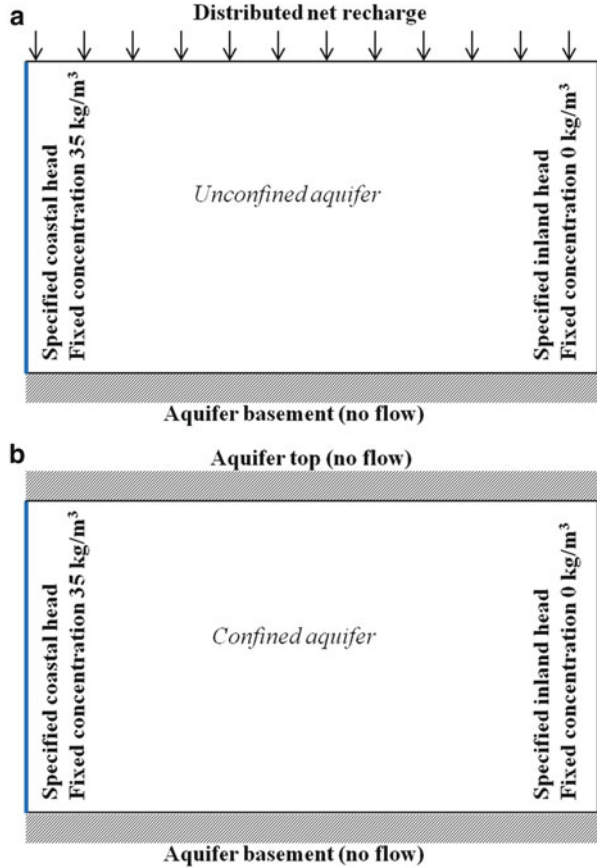 a
Distributed net recharge
Specified coastal head
Fixed concentration 35 kg/m³
Unconfined aquifer
Specified inland head
Fixed concentration 0 kg/m³
Aquifer basement (no flow)
b
Aquifer top (no flow)
Specified coastal head
Fixed concentration 35 kg/m³
Confined aquifer
Specified inland head
Fixed concentration 0 kg/m³
Aquifer basement (no flow)